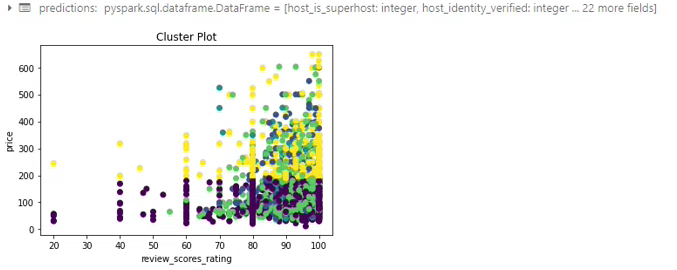 predictions: pyspark.sql.dataframe.DataFrame = [host_is_superhost: integer, host_identity_verified: integer ... 22 more fields]
Cluster Plot
600
500
400
300
200
100
0
price
20 30 40 50 60 70 80 90 100
review_scores_rating